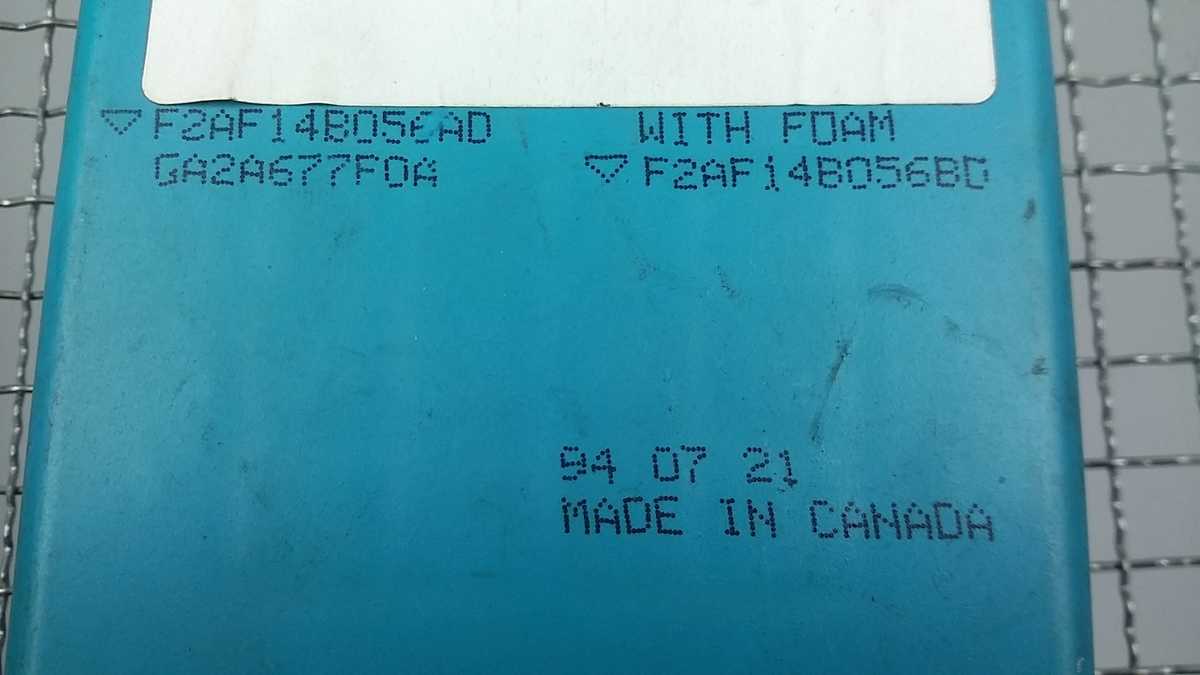 ▽ F2AF14B056AD
GA2A677F0A
WITH FOAM
▽ F2AF14B056BD
94 07 21
MADE IN CANADA